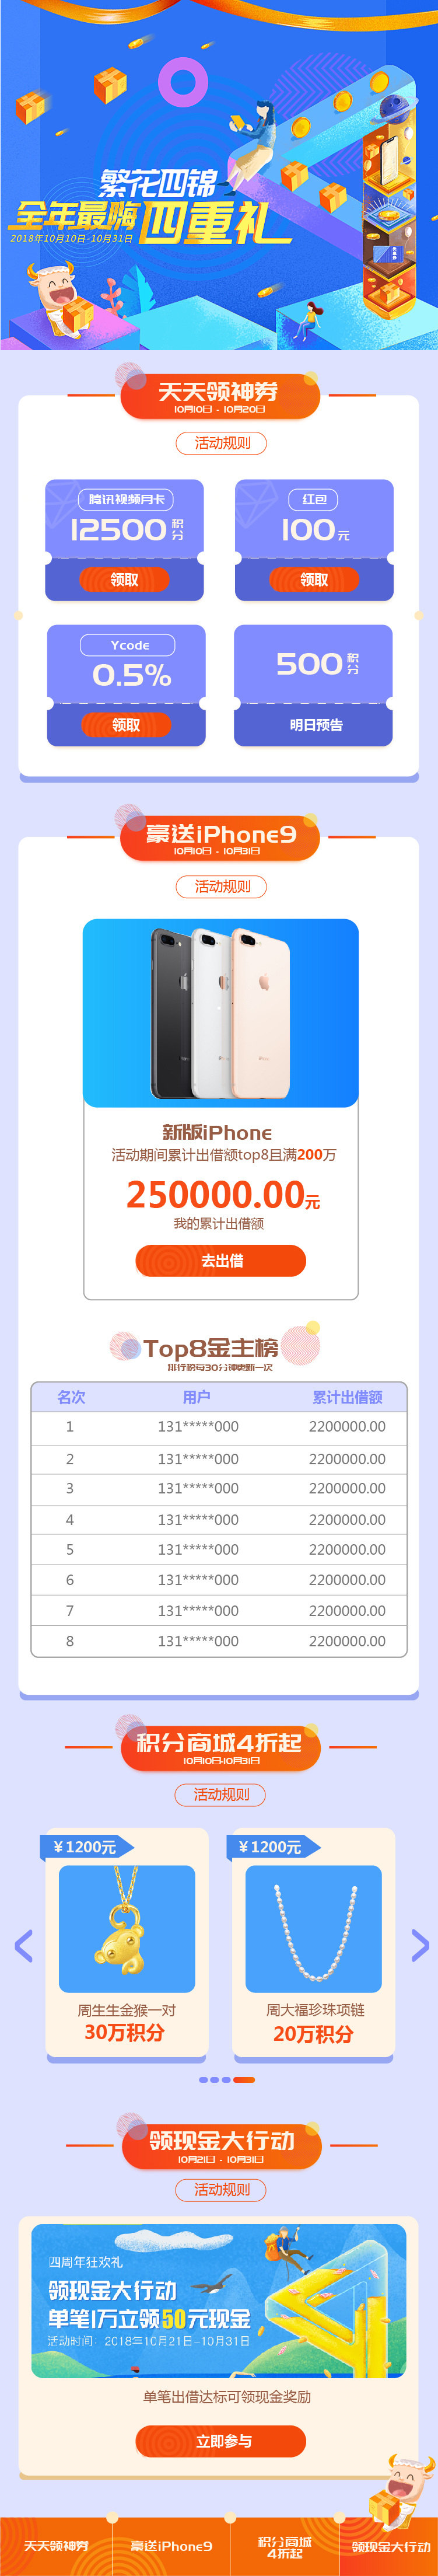 繁花四锦
全年最嗨 四重礼
2018年10月10日-10月31日
天天领神券
10月10日 - 10月20日
活动规则
腾讯视频月卡
12500积分
领取
红包
100元
领取
Ycode
0.5%
领取
500积分
明日预告
豪送iPhone9
10月10日 - 10月31日
活动规则
新版iPhone
活动期间累计出借额top8且满200万
250000.00元
我的累计出借额
去出借
Top8金主榜
排行榜每30分钟更新一次
名次 用户 累计出借额
1 131*****000 2200000.00
2 131*****000 2200000.00
3 131*****000 2200000.00
4 131*****000 2200000.00
5 131*****000 2200000.00
6 131*****000 2200000.00
7 131*****000 2200000.00
8 131*****000 2200000.00
积分商城4折起
10月10日-10月31日
活动规则
￥1200元
周生生金猴一对
30万积分
￥1200元
周大福珍珠项链
20万积分
领现金大行动
10月21日 - 10月31日
活动规则
四周年狂欢礼
领现金大行动
单笔1万立领50元现金
活动时间：2018年10月21日-10月31日
单笔出借达标可领现金奖励
立即参与
天天领神券
豪送iPhone9
积分商城
4折起
领现金大行动